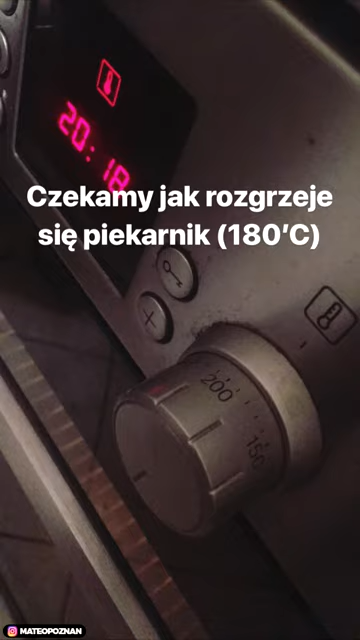 20:18
Czekamy jak rozgrzeje
się piekarnik (180’C)
200
150
MATEOPOZNAN